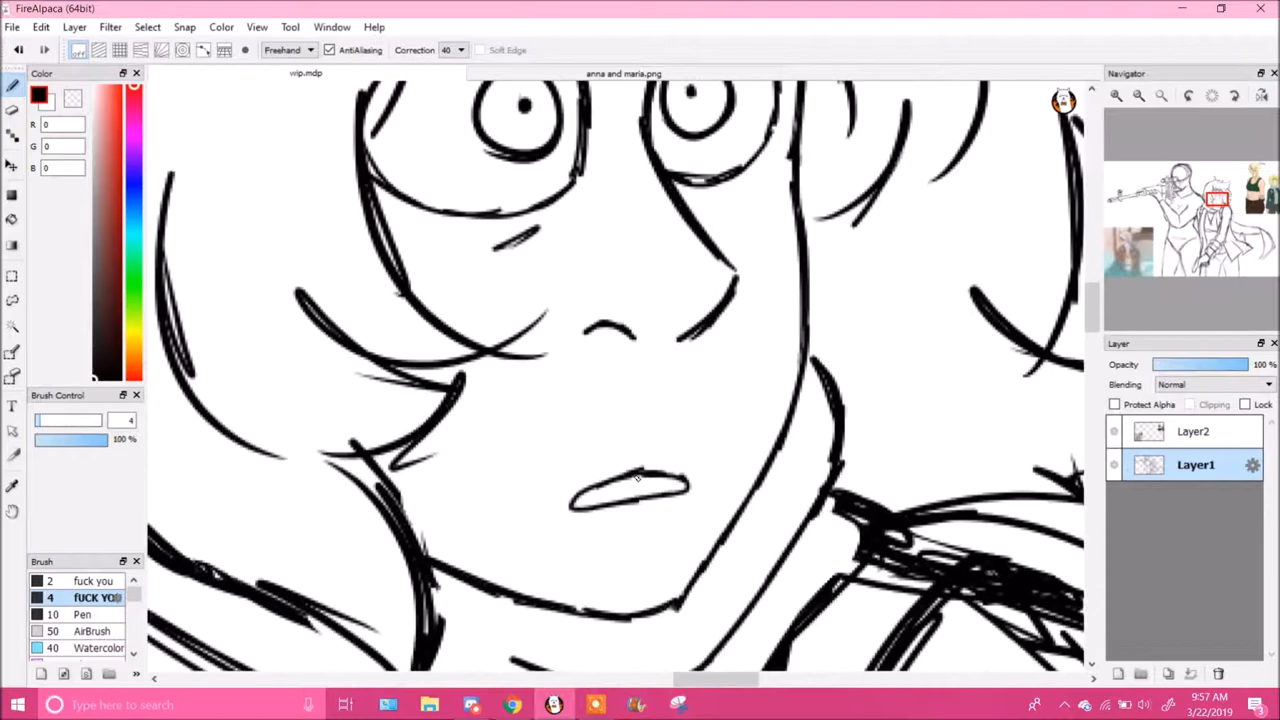 FireAlpaca (64bit)
File Edit Layer Filter Select Snap Color View Tool Window Help
off Freehand AntiAliasing Correction 40 Soft Edge
Color wip.mdp anna and maria.png Navigator
R 0
G 0
B 0
Layer
Opacity 100 %
Blending Normal
Protect Alpha Clipping Lock
Brush Control
4
100 %
Layer2
Layer1
Brush
2 fuck you
4 fUCK YO
10 Pen
50 AirBrush
40 Watercolor
Type here to search
9:57 AM
3/22/2019
3